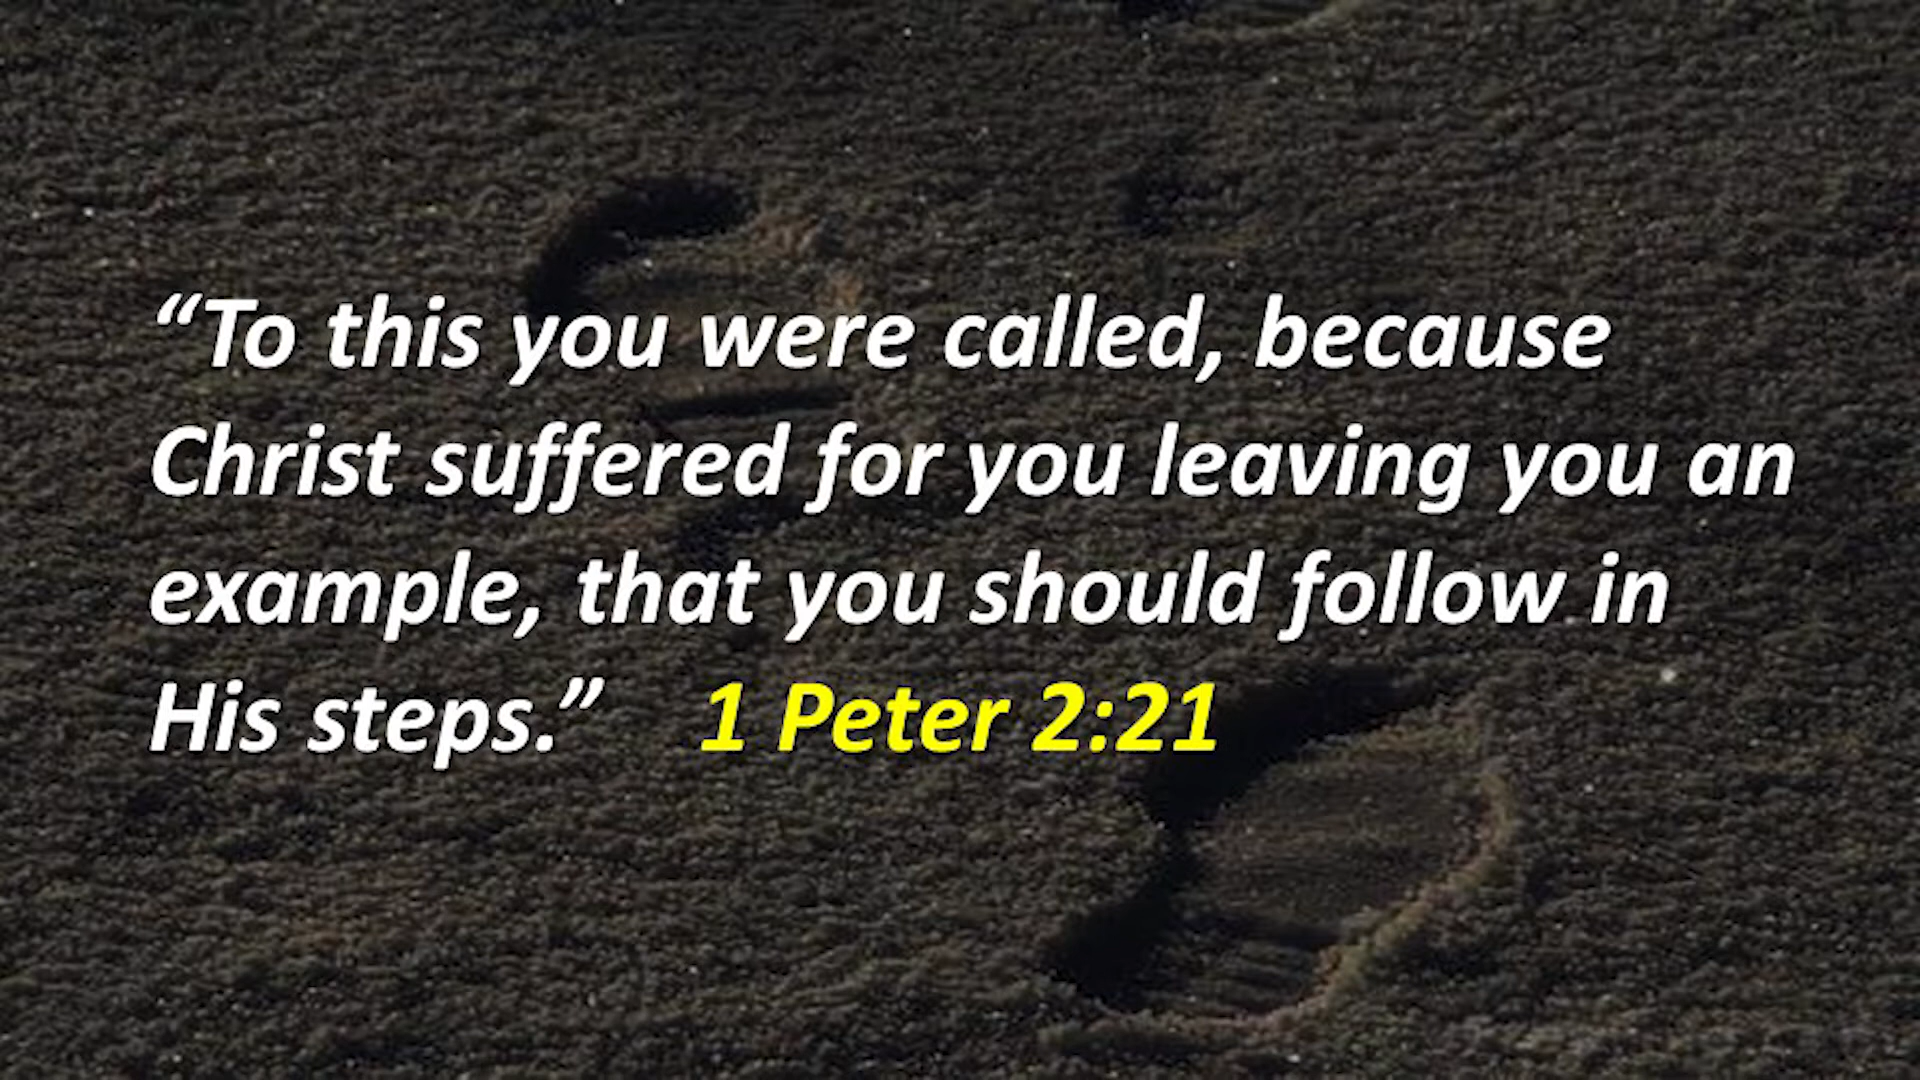 “To this you were called, because
Christ suffered for you leaving you an
example, that you should follow in
His steps.” 1 Peter 2:21